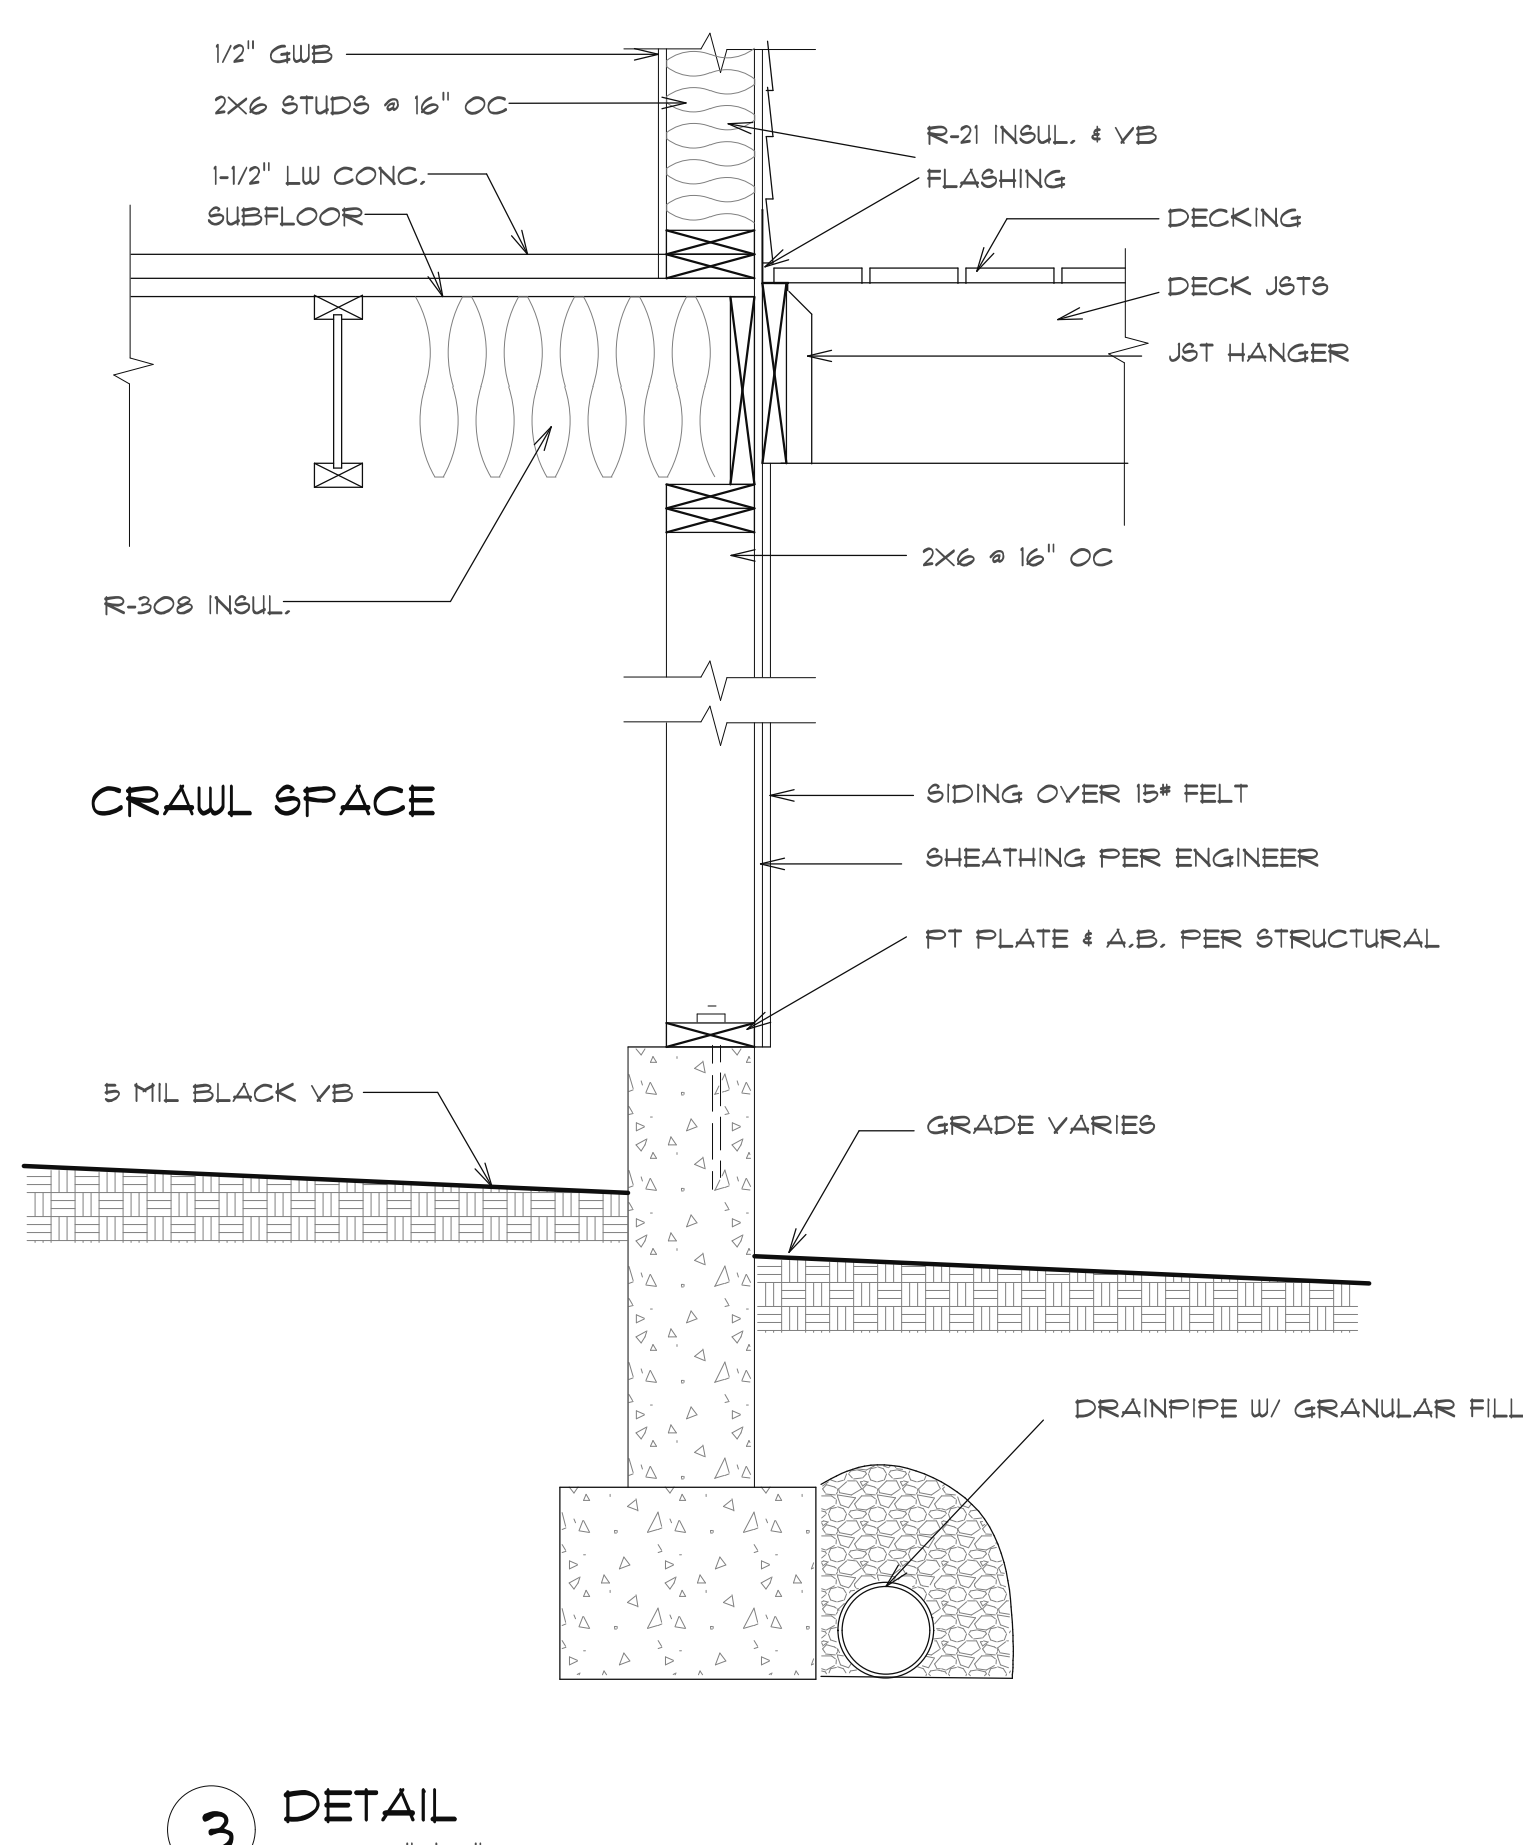 1/2" GWB
2X6 STUDS @ 16" OC
R-21 INSUL. & VB
1-1/2" LW CONC.
FLASHING
SUBFLOOR
DECKING
DECK JSTS
JST HANGER
2X6 @ 16" OC
R-308 INSUL.
CRAWL SPACE
SIDING OVER 15# FELT
SHEATHING PER ENGINEER
PT PLATE & A.B. PER STRUCTURAL
5 MIL BLACK VB
GRADE VARIES
DRAINPIPE W/ GRANULAR FILL
3 DETAIL